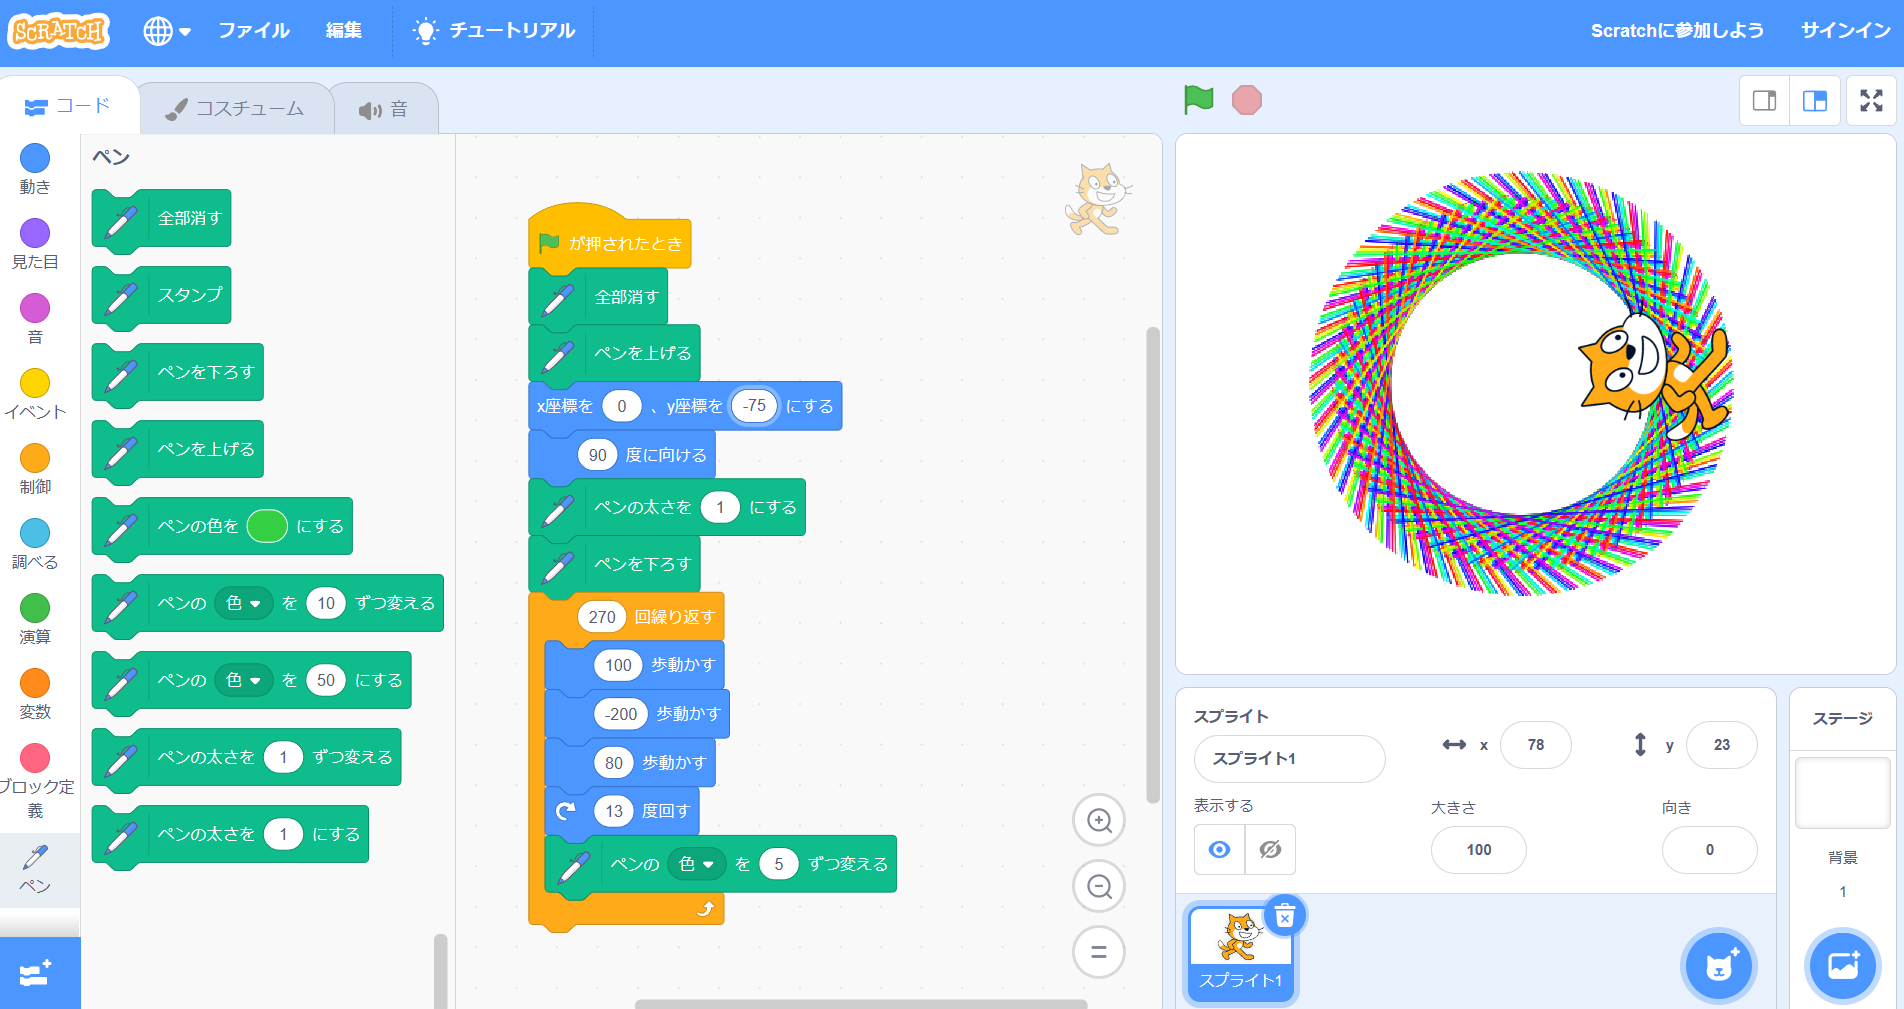 SCRATCH
ファイル
編集
チュートリアル
Scratchに参加しよう
サインイン
コード
コスチューム
音
動き
見た目
音
イベント
制御
調べる
演算
変数
ブロック定
義
ペン
ペン
全部消す
スタンプ
ペンを下ろす
ペンを上げる
ペンの色を にする
ペンの 色 を 10 ずつ変える
ペンの 色 を 50 にする
ペンの太さを 1 ずつ変える
ペンの太さを 1 にする
が押されたとき
全部消す
ペンを上げる
x座標を 0 、y座標を -75 にする
90 度に向ける
ペンの太さを 1 にする
ペンを下ろす
270 回繰り返す
100 歩動かす
-200 歩動かす
80 歩動かす
13 度回す
ペンの 色 を 5 ずつ変える
スプライト
スプライト1
x 78
y 23
表示する
大きさ
100
向き
0
スプライト1
ステージ
背景
1